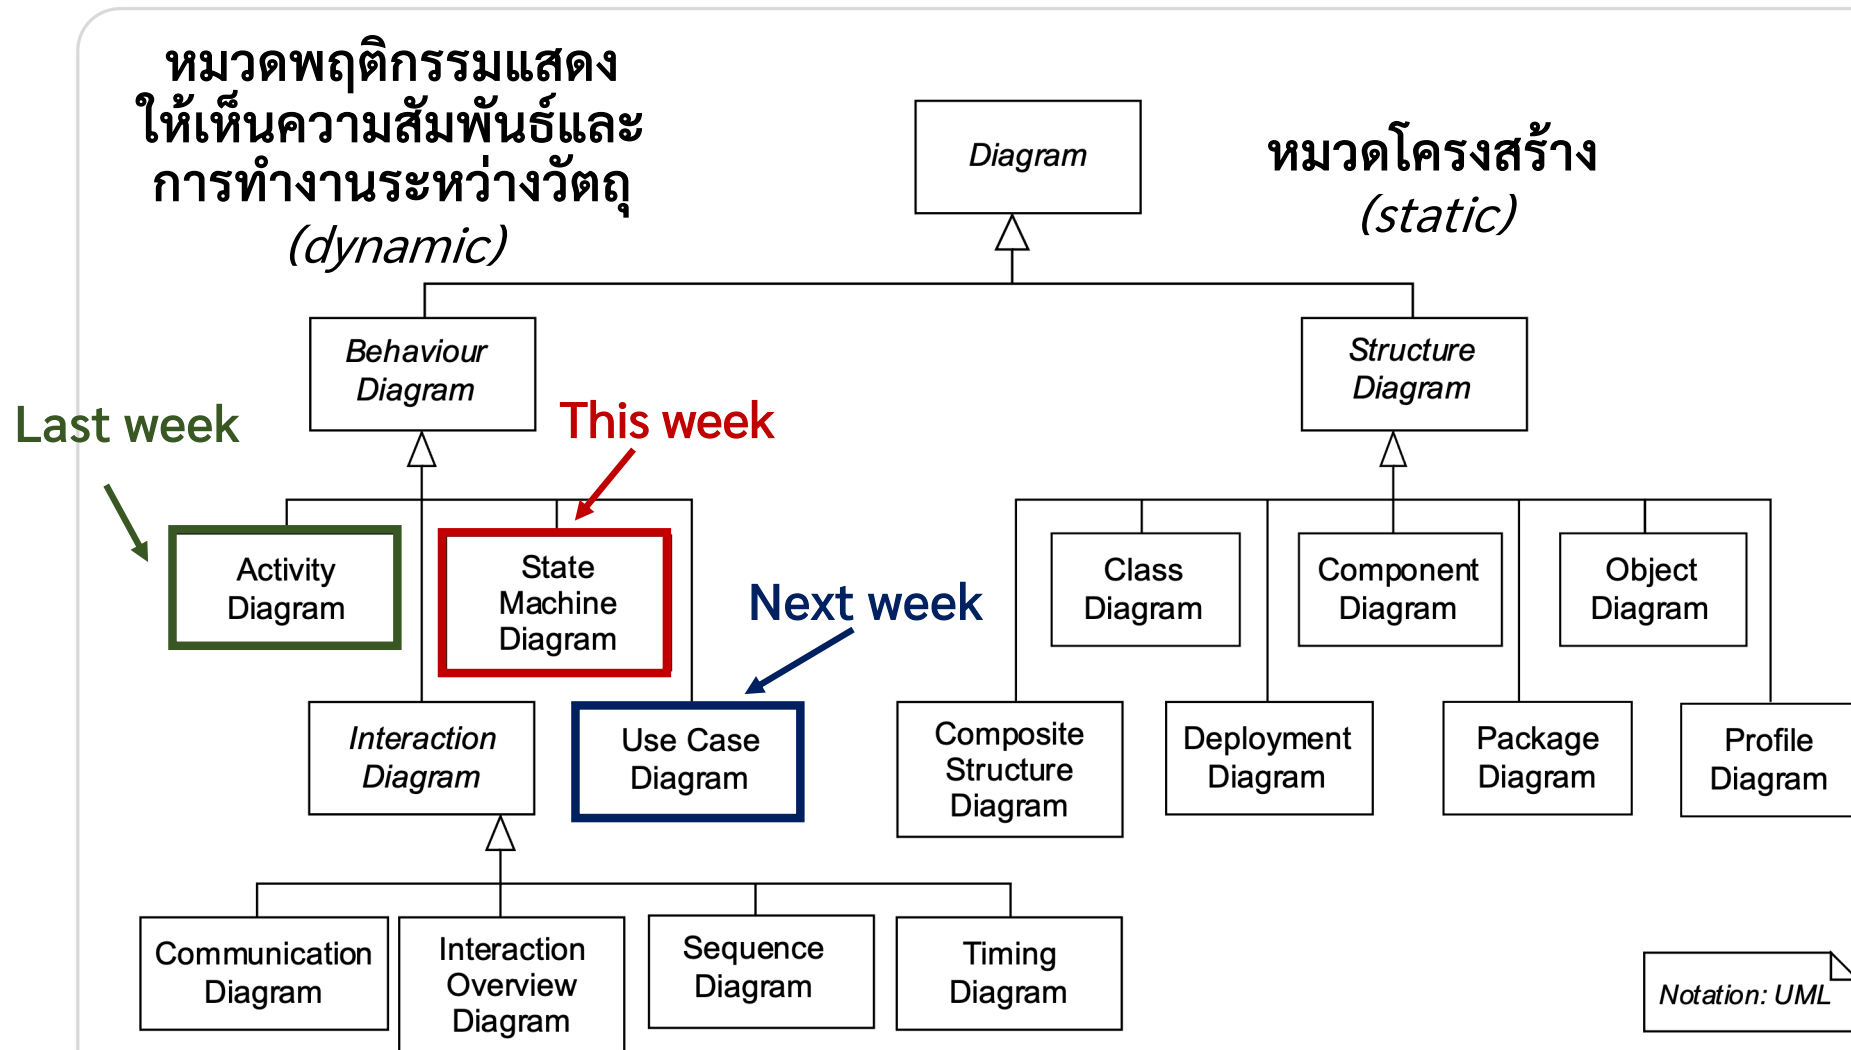 หมวดพฤติกรรมแสดง
ให้เห็นความสัมพันธ์และ
การทำงานระหว่างวัตถุ
(dynamic)
Diagram
หมวดโครงสร้าง
(static)
Behaviour
Diagram
Structure
Diagram
Last week
This week
Activity
Diagram
State
Machine
Diagram
Next week
Class
Diagram
Component
Diagram
Object
Diagram
Interaction
Diagram
Use Case
Diagram
Composite
Structure
Diagram
Deployment
Diagram
Package
Diagram
Profile
Diagram
Communication
Diagram
Interaction
Overview
Diagram
Sequence
Diagram
Timing
Diagram
Notation: UML